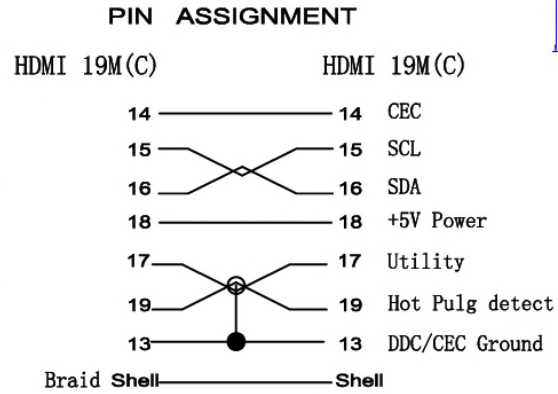 PIN ASSIGNMENT
HDMI 19M(C) HDMI 19M(C)
14 14 CEC
15 15 SCL
16 16 SDA
18 18 +5V Power
17 17 Utility
19 19 Hot Pulg detect
13 13 DDC/CEC Ground
Braid Shell Shell